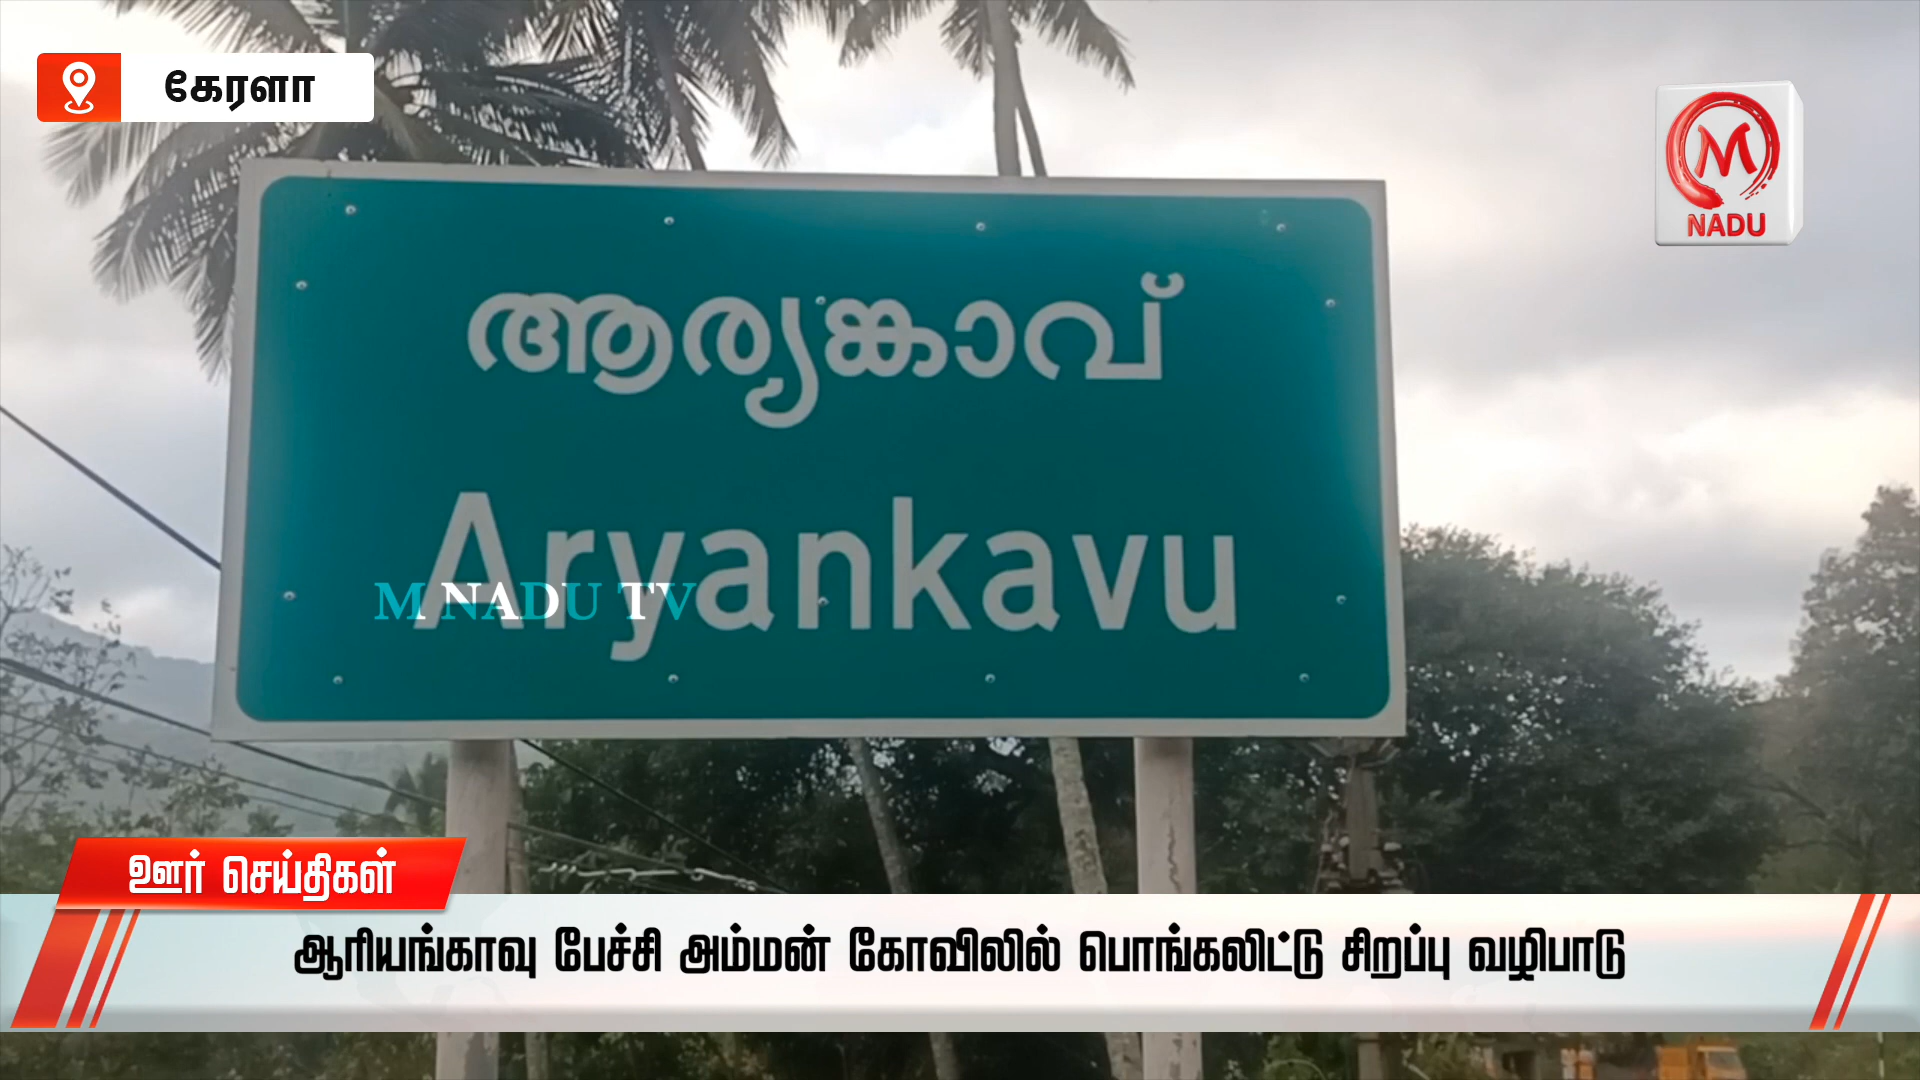 கேரளா
M
NADU
ആര്യങ്കാവ്
Aryankavu
M NADU TV
ஊர் செய்திகள்
ஆரியங்காவு பேச்சி அம்மன் கோவிலில் பொங்கலிட்டு சிறப்பு வழிபாடு